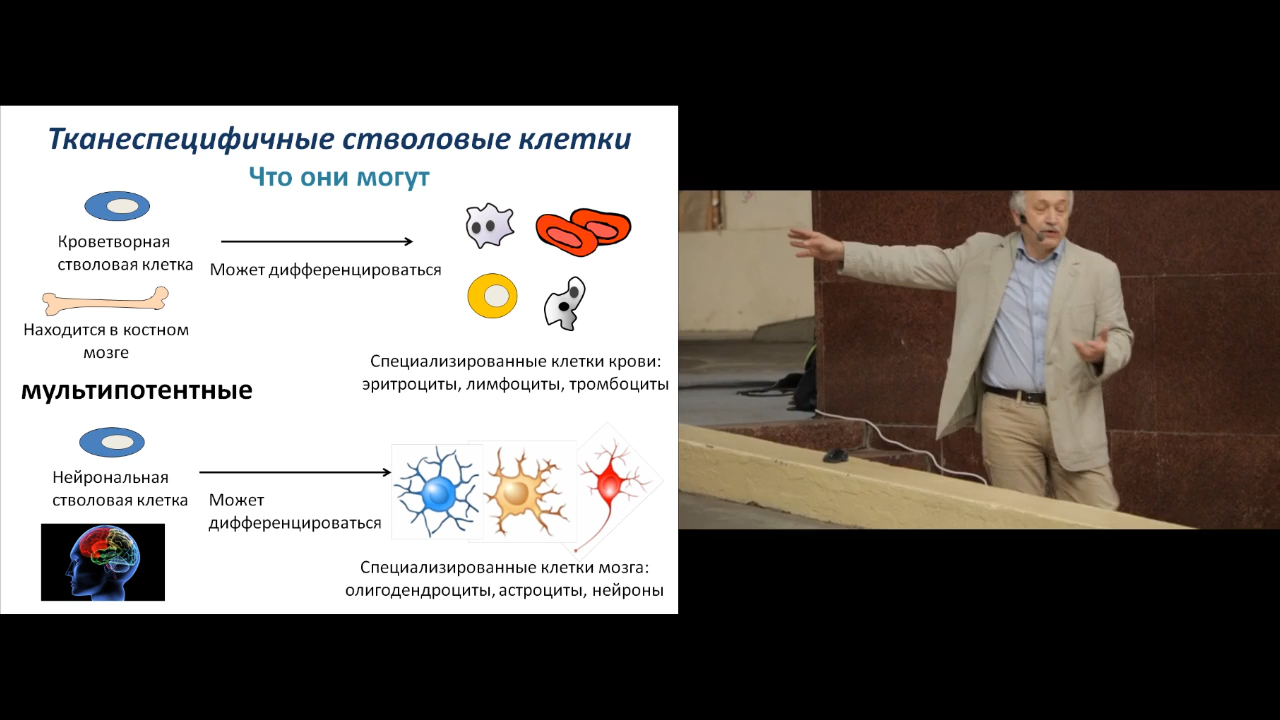 Тканеспецифичные стволовые клетки
Что они могут
Кроветворная
стволовая клетка
Может дифференцироваться
Находится в костном
мозге
Специализированные клетки крови:
эритроциты, лимфоциты, тромбоциты
мультипотентные
Нейрональная
стволовая клетка
Может
дифференцироваться
Специализированные клетки мозга:
олигодендроциты, астроциты, нейроны